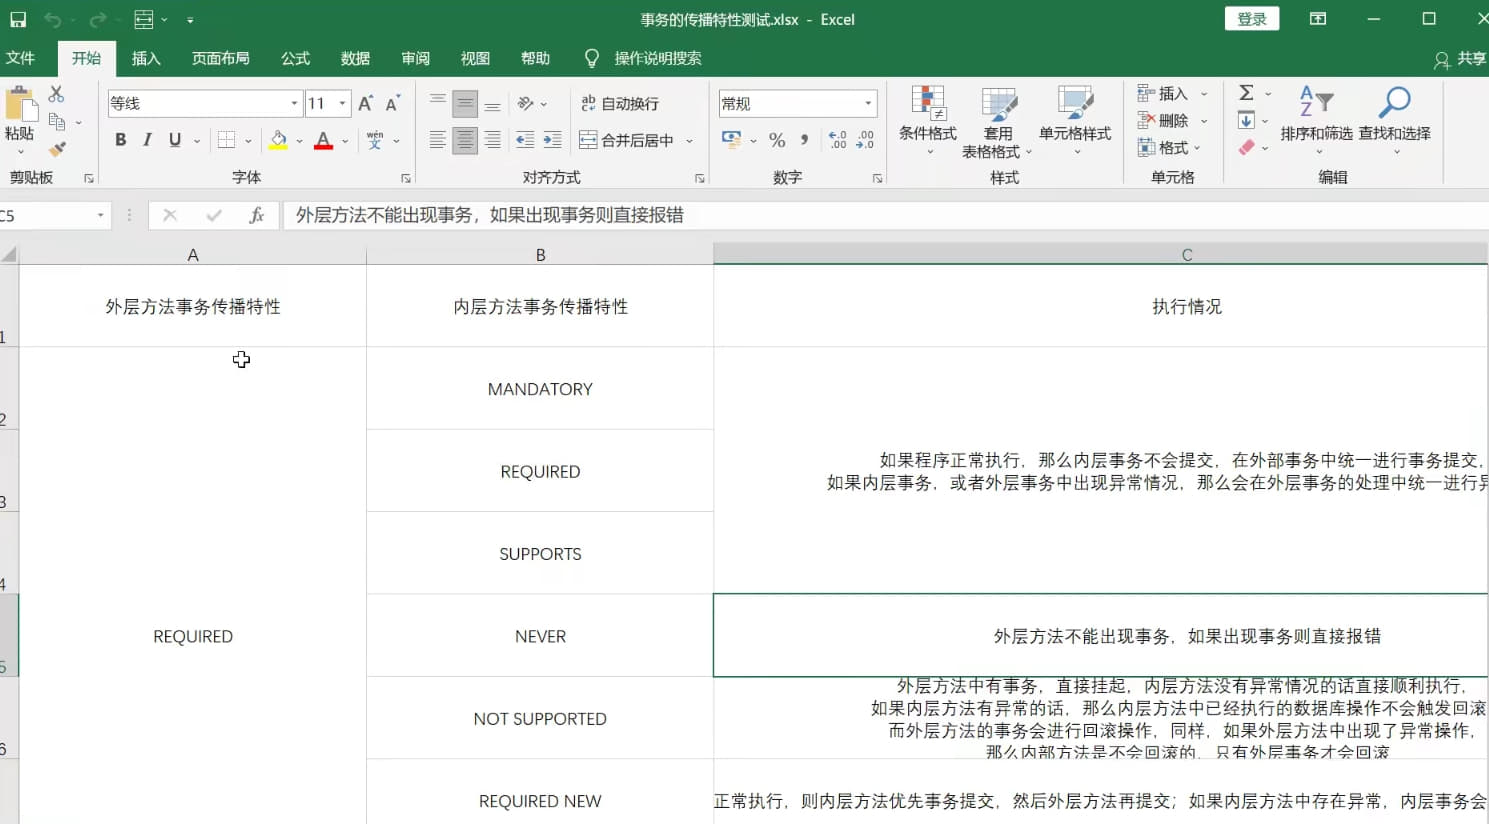 事务的传播特性测试.xlsx - Excel
登录
文件 开始 插入 页面布局 公式 数据 审阅 视图 帮助 操作说明搜索 共享
粘贴
剪贴板
等线 11
B I U A wén 文
字体
ab 自动换行
合并后居中
对齐方式
常规
% , .00 .0
数字
条件格式 套用 表格格式 单元格样式
样式
插入
删除
格式
单元格
Σ 排序和筛选 查找和选择
编辑
C5 fx 外层方法不能出现事务，如果出现事务则直接报错
A B C
1 外层方法事务传播特性 内层方法事务传播特性 执行情况
2 MANDATORY
如果程序正常执行，那么内层事务不会提交，在外部事务中统一进行事务提交，
3 REQUIRED
如果内层事务，或者外层事务中出现异常情况，那么会在外层事务的处理中统一进行异
4 SUPPORTS
5 REQUIRED NEVER 外层方法不能出现事务，如果出现事务则直接报错
外层方法中有事务，直接挂起，内层方法没有异常情况的话直接顺利执行，
如果内层方法有异常的话，那么内层方法中已经执行的数据库操作不会触发回滚
6 NOT SUPPORTED
而外层方法的事务会进行回滚操作，同样，如果外层方法中出现了异常操作，
那么内部方法是不会回滚的，只有外层事务才会回滚
REQUIRED NEW 正常执行，则内层方法优先事务提交，然后外层方法再提交；如果内层方法中存在异常，内层事务会